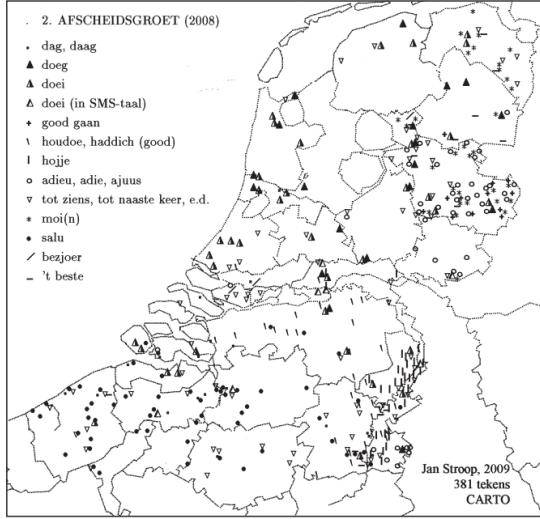 2. AFSCHEIDSGROET (2008)
dag, daag
doeg
doei
doei (in SMS-taal)
good gaan
houdoe, haddich (good)
hojje
adieu, adie, ajuus
tot ziens, tot naaste keer, e.d.
moi(n)
salu
bezjoer
't beste
Jan Stroop, 2009
381 tekens
CARTO